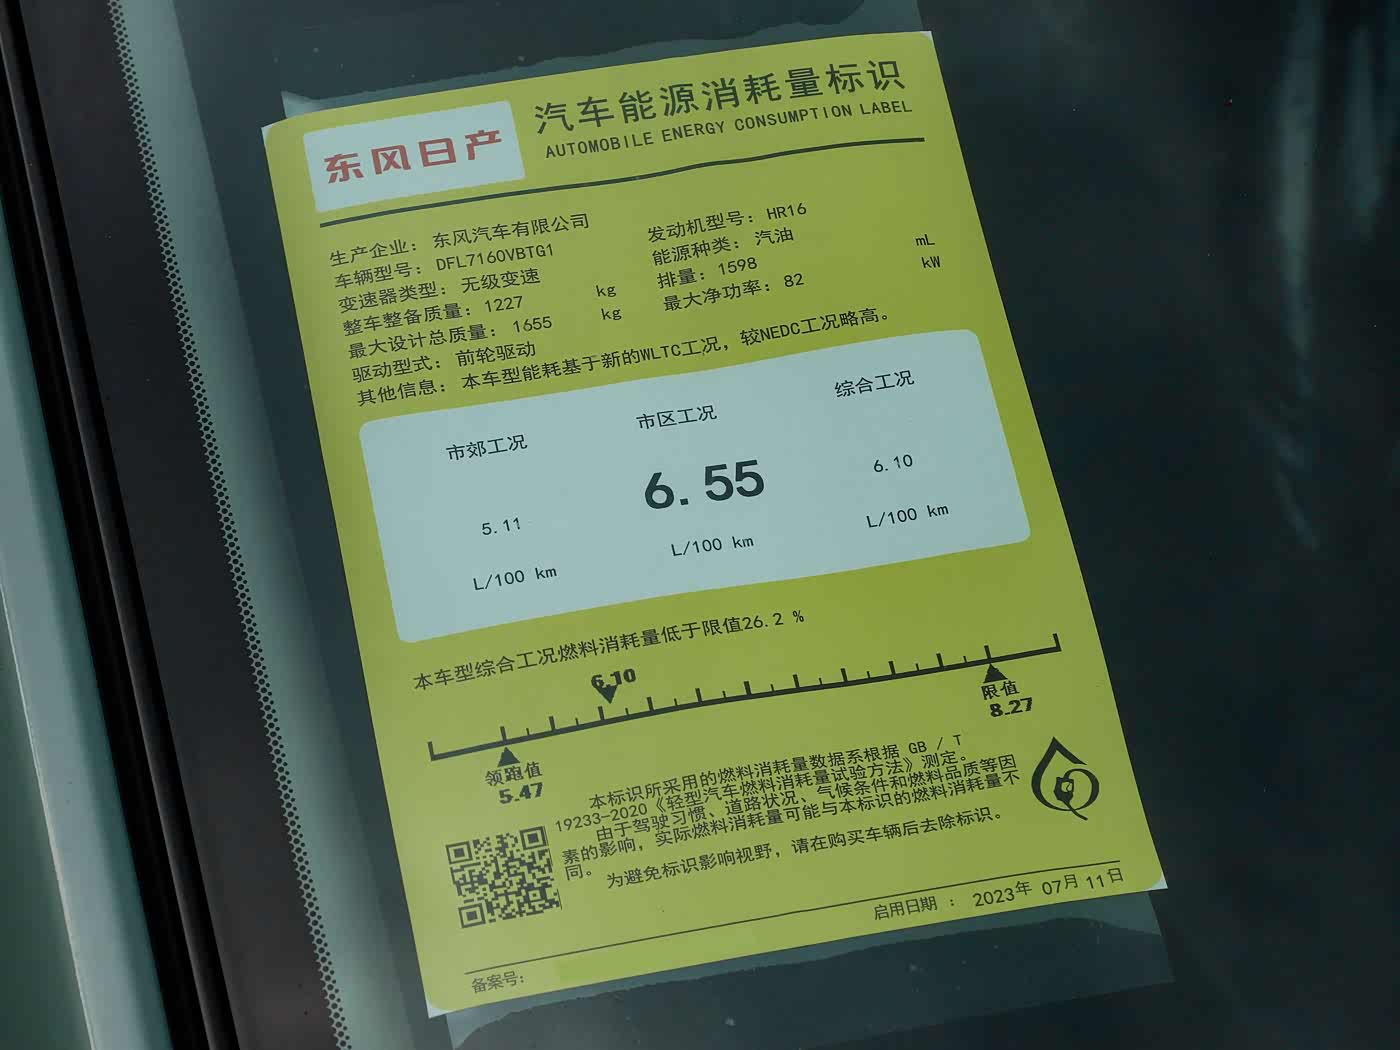 东风日产
汽车能源消耗量标识
AUTOMOBILE ENERGY CONSUMPTION LABEL
生产企业：东风汽车有限公司
车辆型号：DFL7160VBTG1
变速器类型：无级变速
整车整备质量：1227 kg
最大设计总质量：1655 kg
驱动型式：前轮驱动
其他信息：本车型能耗基于新的WLTC工况，较NEDC工况略高。
发动机型号：HR16
能源种类：汽油
排量：1598 mL
最大净功率：82 kW
市郊工况
5.11
L/100 km
市区工况
6.55
L/100 km
综合工况
6.10
L/100 km
本车型综合工况燃料消耗量低于限值26.2 %
6.10
领跑值
5.47
限值
8.27
本标识所采用的燃料消耗量数据系根据 GB / T
19233-2020《轻型汽车燃料消耗量试验方法》测定。
由于驾驶习惯、道路状况、气候条件和燃料品质等因
素的影响，实际燃料消耗量可能与本标识的燃料消耗量不
同。
为避免标识影响视野，请在购买车辆后去除标识。
启用日期 ： 2023年 07月 11日
备案号：